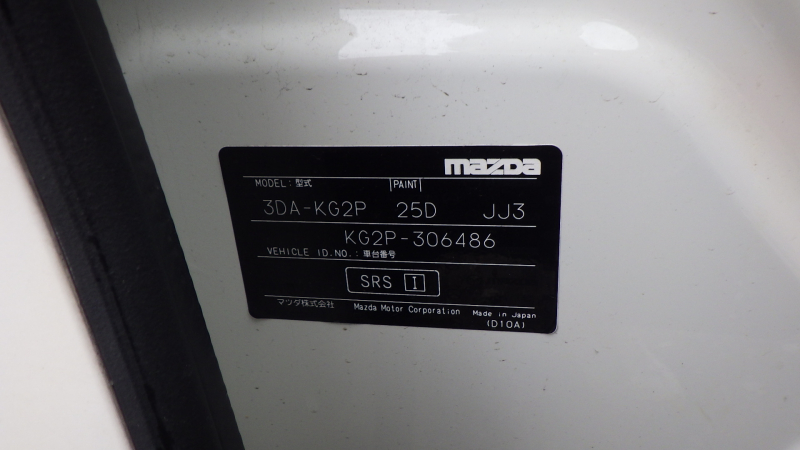 mazda
MODEL：型式 PAINT
3DA-KG2P 25D JJ3
KG2P-306486
VEHICLE ID.NO.：車台番号
SRS I
マツダ株式会社 Mazda Motor Corporation Made in Japan
(D10A)